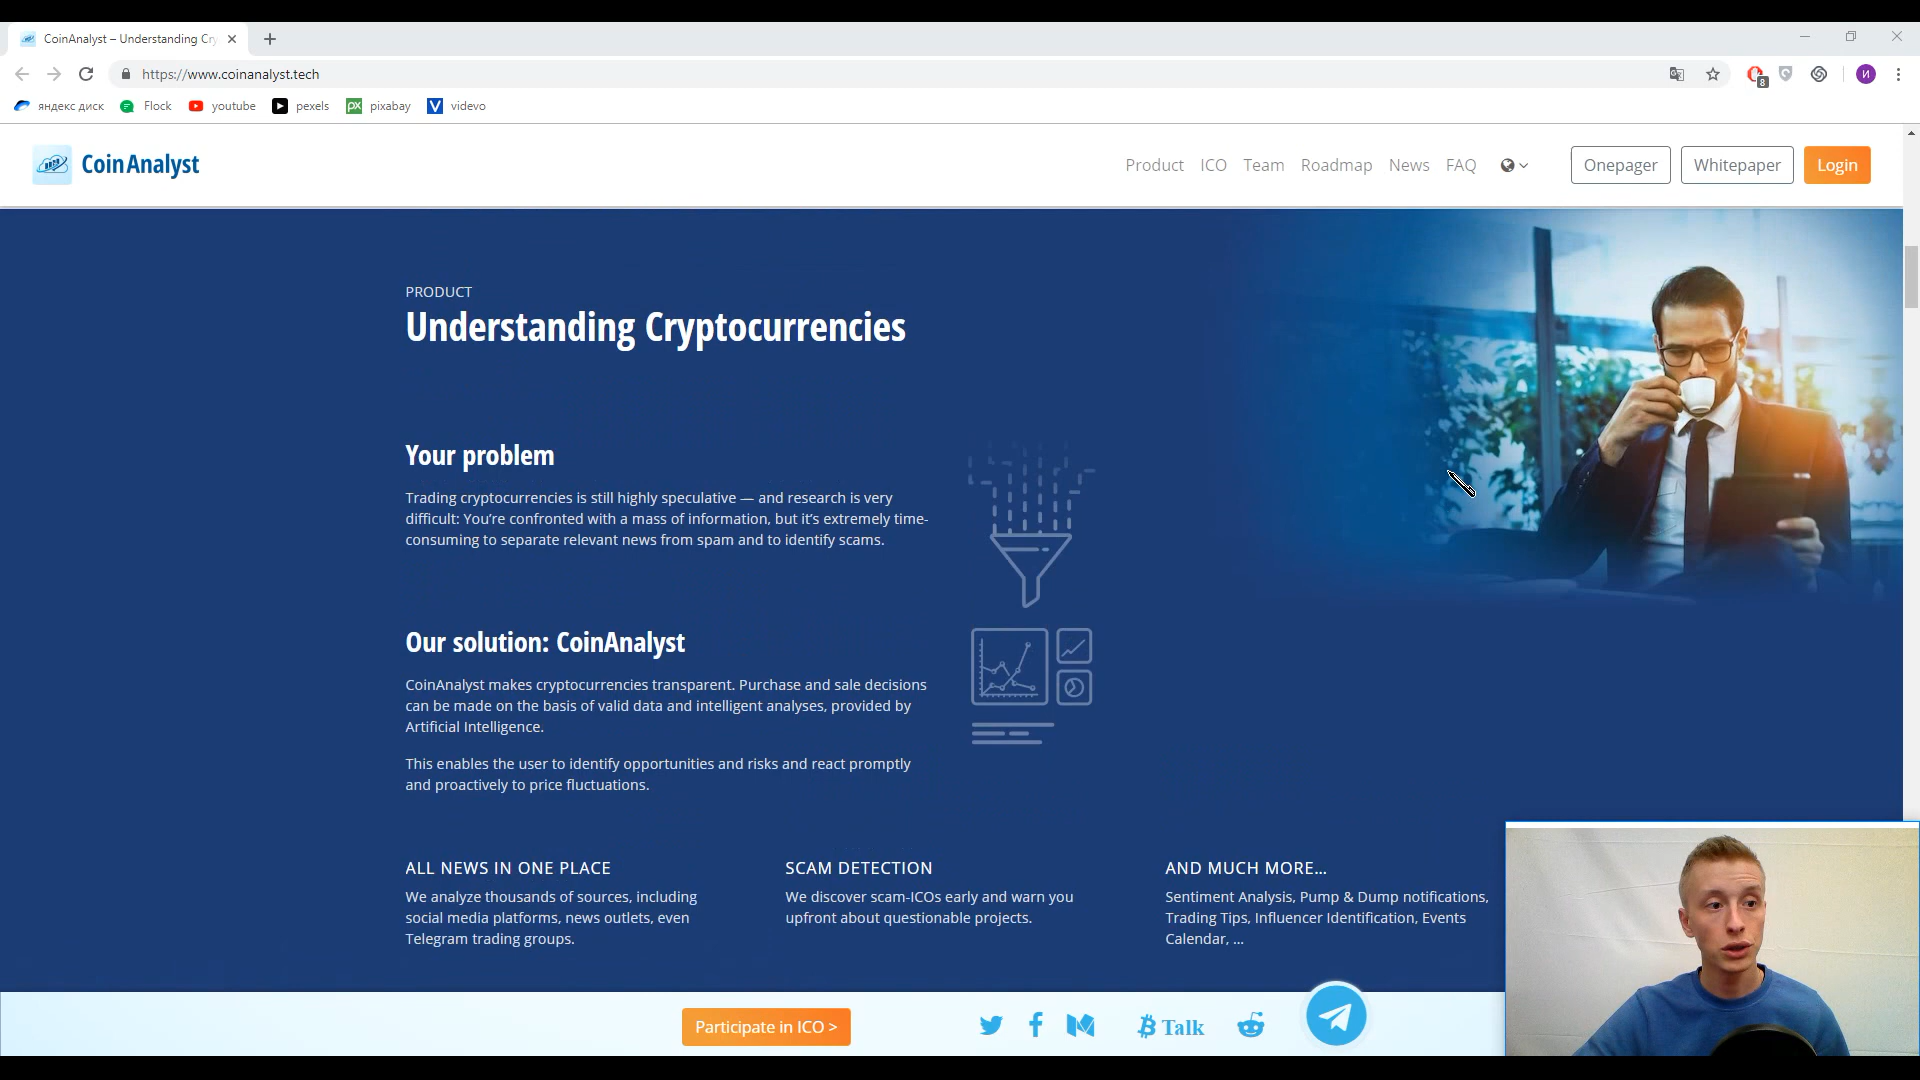 CoinAnalyst – Understanding Cry
https://www.coinanalyst.tech
8
И
яндекс диск
Flock
youtube
pexels
px pixabay
V videvo
CoinAnalyst
Product ICO Team Roadmap News FAQ
Onepager Whitepaper Login
PRODUCT
Understanding Cryptocurrencies
Your problem
Trading cryptocurrencies is still highly speculative — and research is very
difficult: You’re confronted with a mass of information, but it’s extremely time-
consuming to separate relevant news from spam and to identify scams.
Our solution: CoinAnalyst
CoinAnalyst makes cryptocurrencies transparent. Purchase and sale decisions
can be made on the basis of valid data and intelligent analyses, provided by
Artificial Intelligence.
This enables the user to identify opportunities and risks and react promptly
and proactively to price fluctuations.
ALL NEWS IN ONE PLACE
We analyze thousands of sources, including
social media platforms, news outlets, even
Telegram trading groups.
SCAM DETECTION
We discover scam-ICOs early and warn you
upfront about questionable projects.
AND MUCH MORE...
Sentiment Analysis, Pump & Dump notifications,
Trading Tips, Influencer Identification, Events
Calendar, ...
Participate in ICO >
Talk